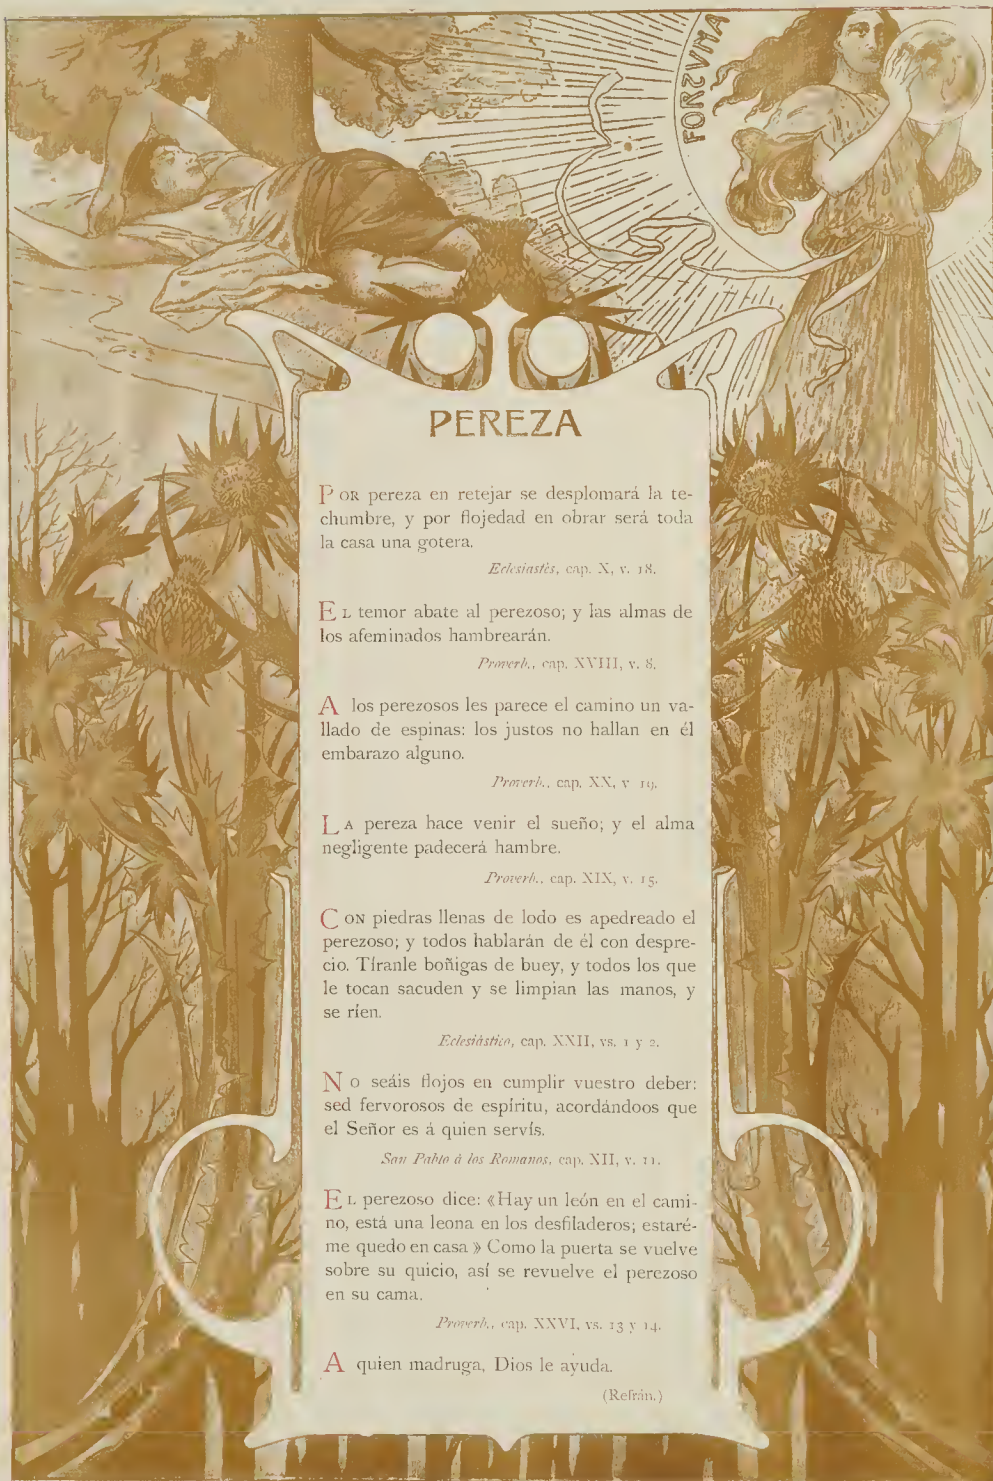 FORTVNA
PEREZA
POR pereza en retejar se desplomará la te-
chumbre, y por flojedad en obrar será toda
la casa una gotera.
Eclesiastés, cap. X, v. 18.
EL temor abate al perezoso; y las almas de
los afeminados hambrearán.
Proverb., cap. XVIII, v. 8.
A los perezosos les parece el camino un va-
llado de espinas: los justos no hallan en él
embarazo alguno.
Proverb., cap. XX, v 19.
LA pereza hace venir el sueño; y el alma
negligente padecerá hambre.
Proverb., cap. XIX, v. 15.
CON piedras llenas de lodo es apedreado el
perezoso; y todos hablarán de él con despre-
cio. Tíranle boñigas de buey, y todos los que
le tocan sacuden y se limpian las manos, y
se ríen.
Eclesiástico, cap. XXII, vs. 1 y 2.
NO seáis flojos en cumplir vuestro deber:
sed fervorosos de espíritu, acordándoos que
el Señor es á quien servís.
San Pablo á los Romanos, cap. XII, v. 11.
EL perezoso dice: «Hay un león en el cami-
no, está una leona en los desfiladeros; estaré-
me quedo en casa » Como la puerta se vuelve
sobre su quicio, así se revuelve el perezoso
en su cama.
Proverb., cap. XXVI, vs. 13 y 14.
A quien madruga, Dios le ayuda.
(Refrán.)